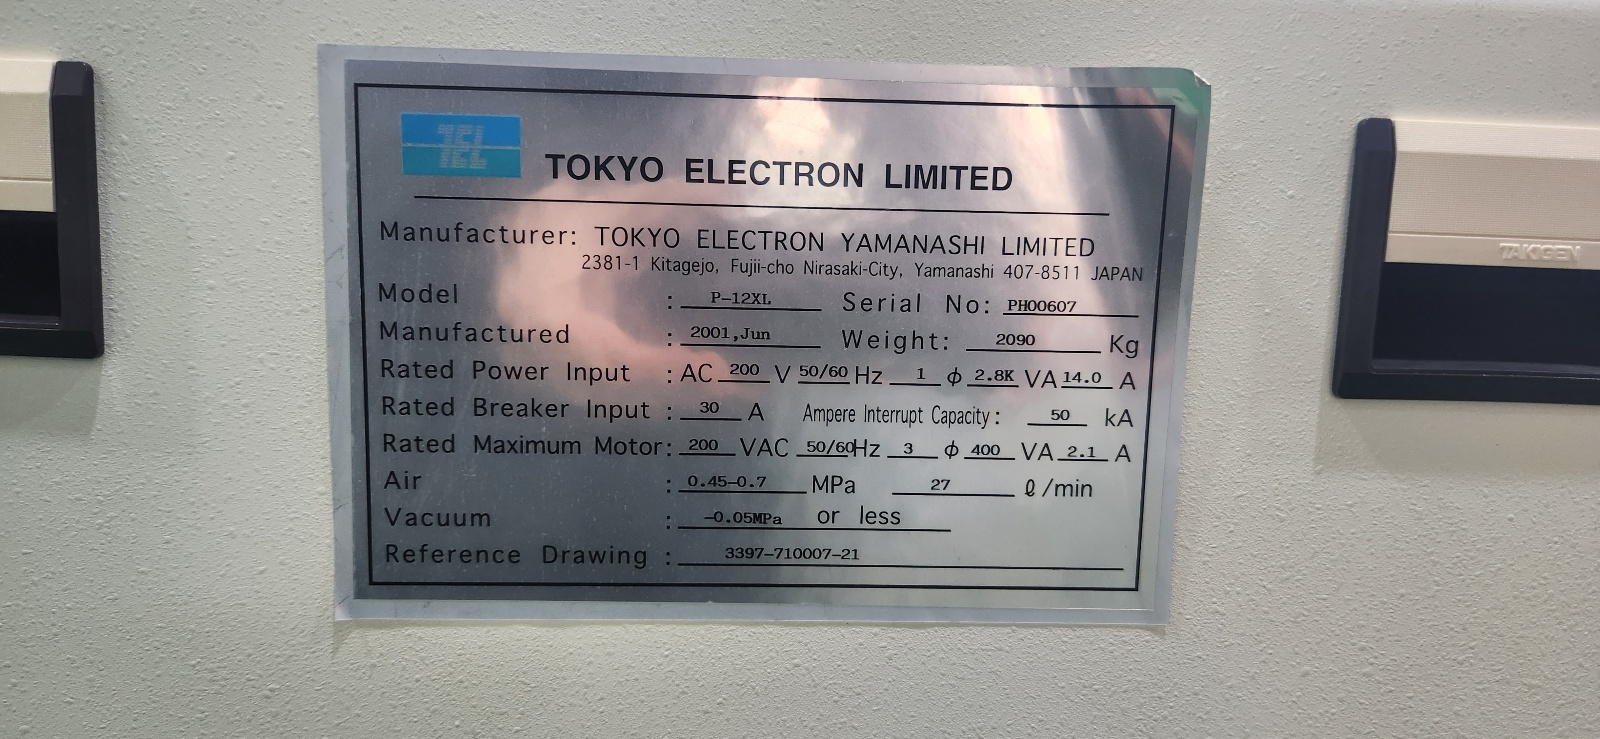 TEL
TOKYO ELECTRON LIMITED
Manufacturer: TOKYO ELECTRON YAMANASHI LIMITED
2381-1 Kitagejo, Fujii-cho Nirasaki-City, Yamanashi 407-8511 JAPAN
Model : P-12XL Serial No: PH00607
Manufactured : 2001,Jun Weight: 2090 Kg
Rated Power Input : AC 200 V 50/60 Hz 1 ϕ 2.8K VA 14.0 A
Rated Breaker Input : 30 A Ampere Interrupt Capacity : 50 kA
Rated Maximum Motor: 200 VAC 50/60Hz 3 ϕ 400 VA 2.1 A
Air : 0.45-0.7 MPa 27 ℓ/min
Vacuum : -0.05MPa or less
Reference Drawing : 3397-710007-21
TAKIGEN